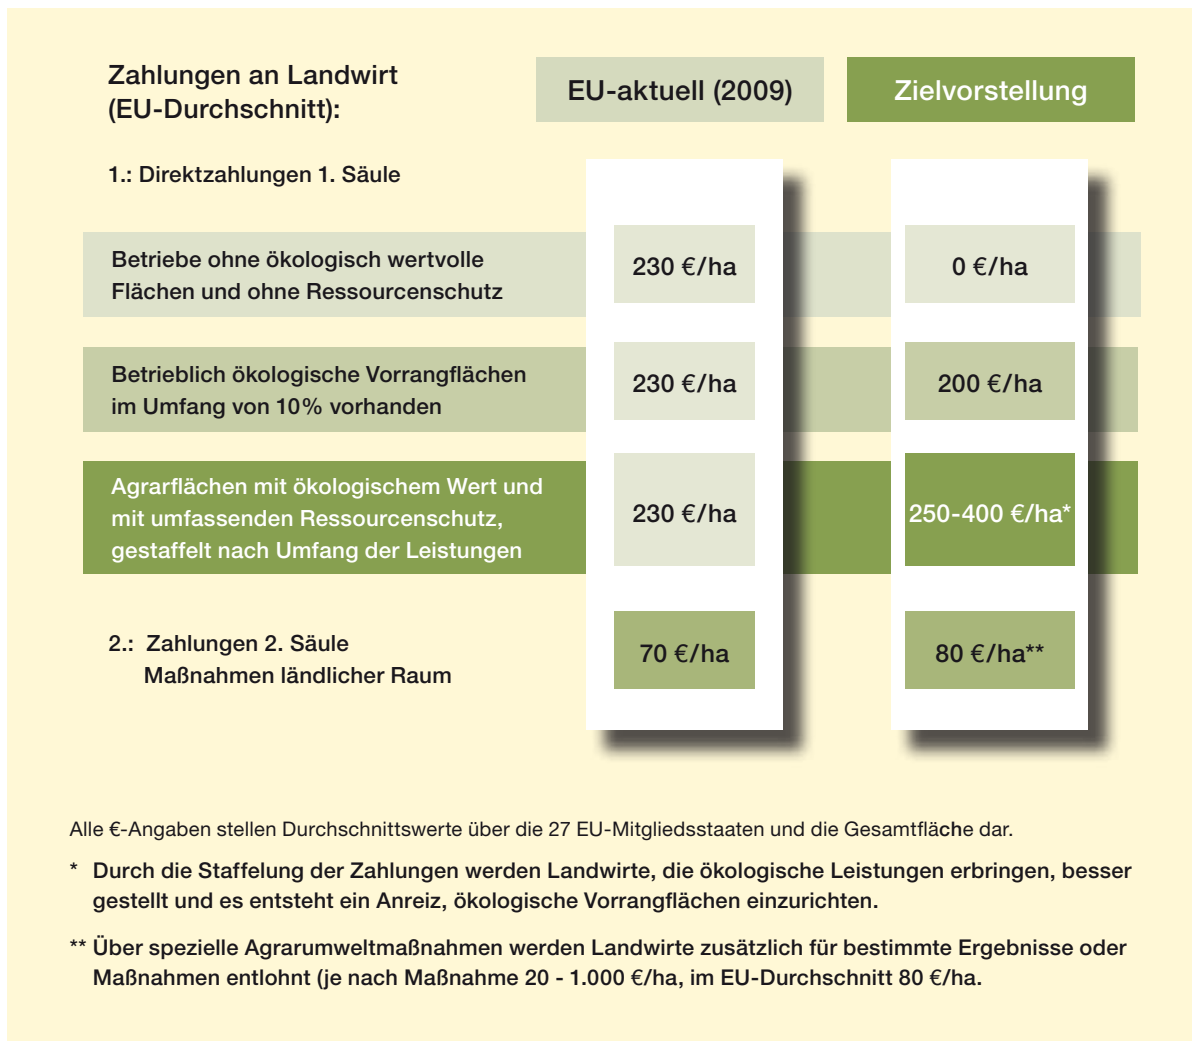 Zahlungen an Landwirt
(EU-Durchschnitt):
EU-aktuell (2009)
Zielvorstellung
1.: Direktzahlungen 1. Säule
Betriebe ohne ökologisch wertvolle
Flächen und ohne Ressourcenschutz
230 €/ha
0 €/ha
Betrieblich ökologische Vorrangflächen
im Umfang von 10% vorhanden
230 €/ha
200 €/ha
Agrarflächen mit ökologischem Wert und
mit umfassenden Ressourcenschutz,
gestaffelt nach Umfang der Leistungen
230 €/ha
250-400 €/ha*
2.: Zahlungen 2. Säule
Maßnahmen ländlicher Raum
70 €/ha
80 €/ha**
Alle €-Angaben stellen Durchschnittswerte über die 27 EU-Mitgliedsstaaten und die Gesamtfläche dar.
* Durch die Staffelung der Zahlungen werden Landwirte, die ökologische Leistungen erbringen, besser
gestellt und es entsteht ein Anreiz, ökologische Vorrangflächen einzurichten.
** Über spezielle Agrarumweltmaßnahmen werden Landwirte zusätzlich für bestimmte Ergebnisse oder
Maßnahmen entlohnt (je nach Maßnahme 20 - 1.000 €/ha, im EU-Durchschnitt 80 €/ha.